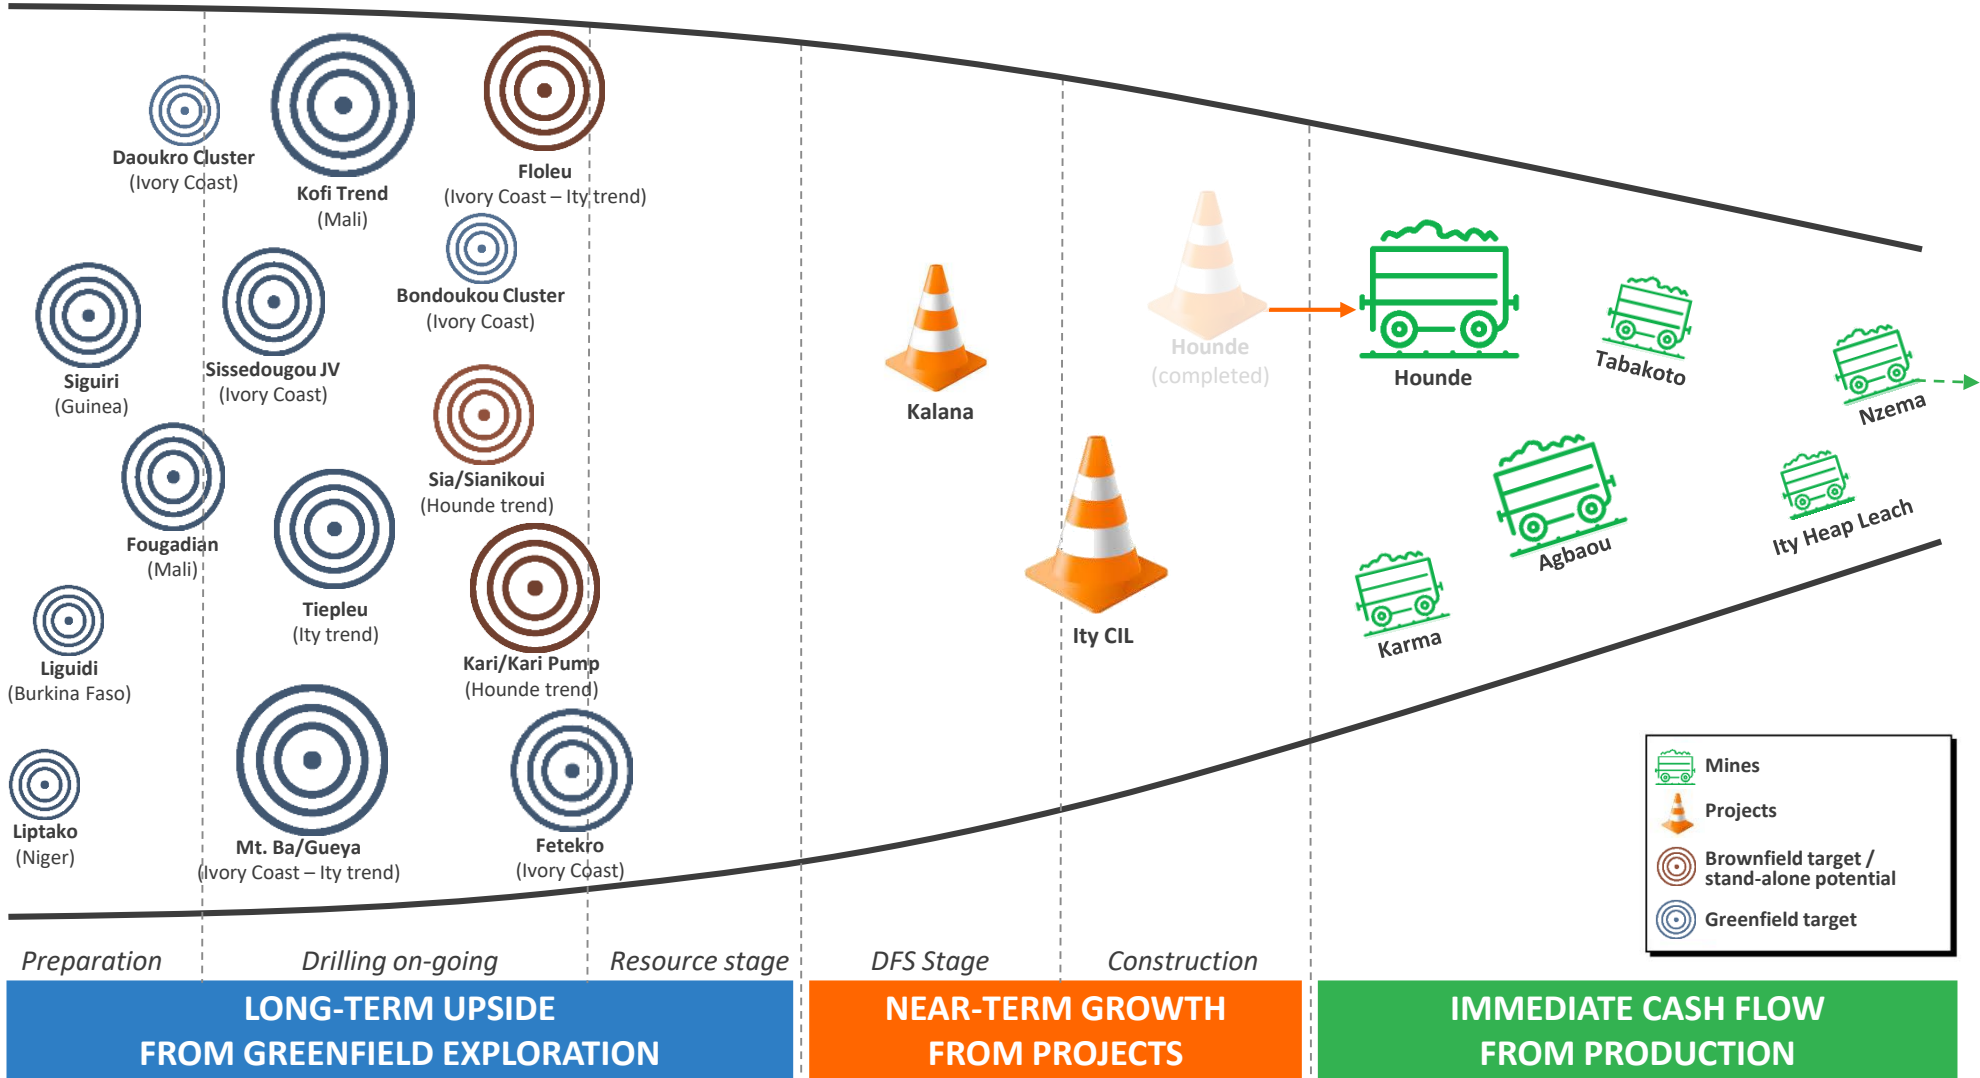 Daoukro Cluster
(Ivory Coast)
Kofi Trend
(Mali)
Floleu
(Ivory Coast – Ity trend)
Bondoukou Cluster
(Ivory Coast)
Siguiri
(Guinea)
Sissedougou JV
(Ivory Coast)
Sia/Sianikoui
(Hounde trend)
Fougadian
(Mali)
Tiepleu
(Ity trend)
Kari/Kari Pump
(Hounde trend)
Liguidi
(Burkina Faso)
Liptako
(Niger)
Mt. Ba/Gueya
(Ivory Coast – Ity trend)
Fetekro
(Ivory Coast)
Kalana
Ity CIL
Hounde
(completed)
Hounde
Tabakoto
Nzema
Agbaou
Ity Heap Leach
Karma
Mines
Projects
Brownfield target /
stand-alone potential
Greenfield target
Preparation
Drilling on-going
Resource stage
DFS Stage
Construction
LONG-TERM UPSIDE
FROM GREENFIELD EXPLORATION
NEAR-TERM GROWTH
FROM PROJECTS
IMMEDIATE CASH FLOW
FROM PRODUCTION